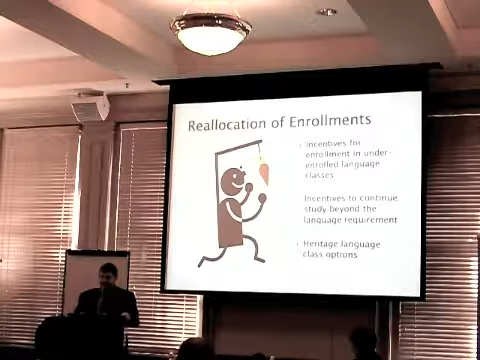 Reallocation of Enrollments
• Incentives for
enrollment in under-
enrolled language
classes
Incentives to continue
study beyond the
language requirement
• Heritage language
class options